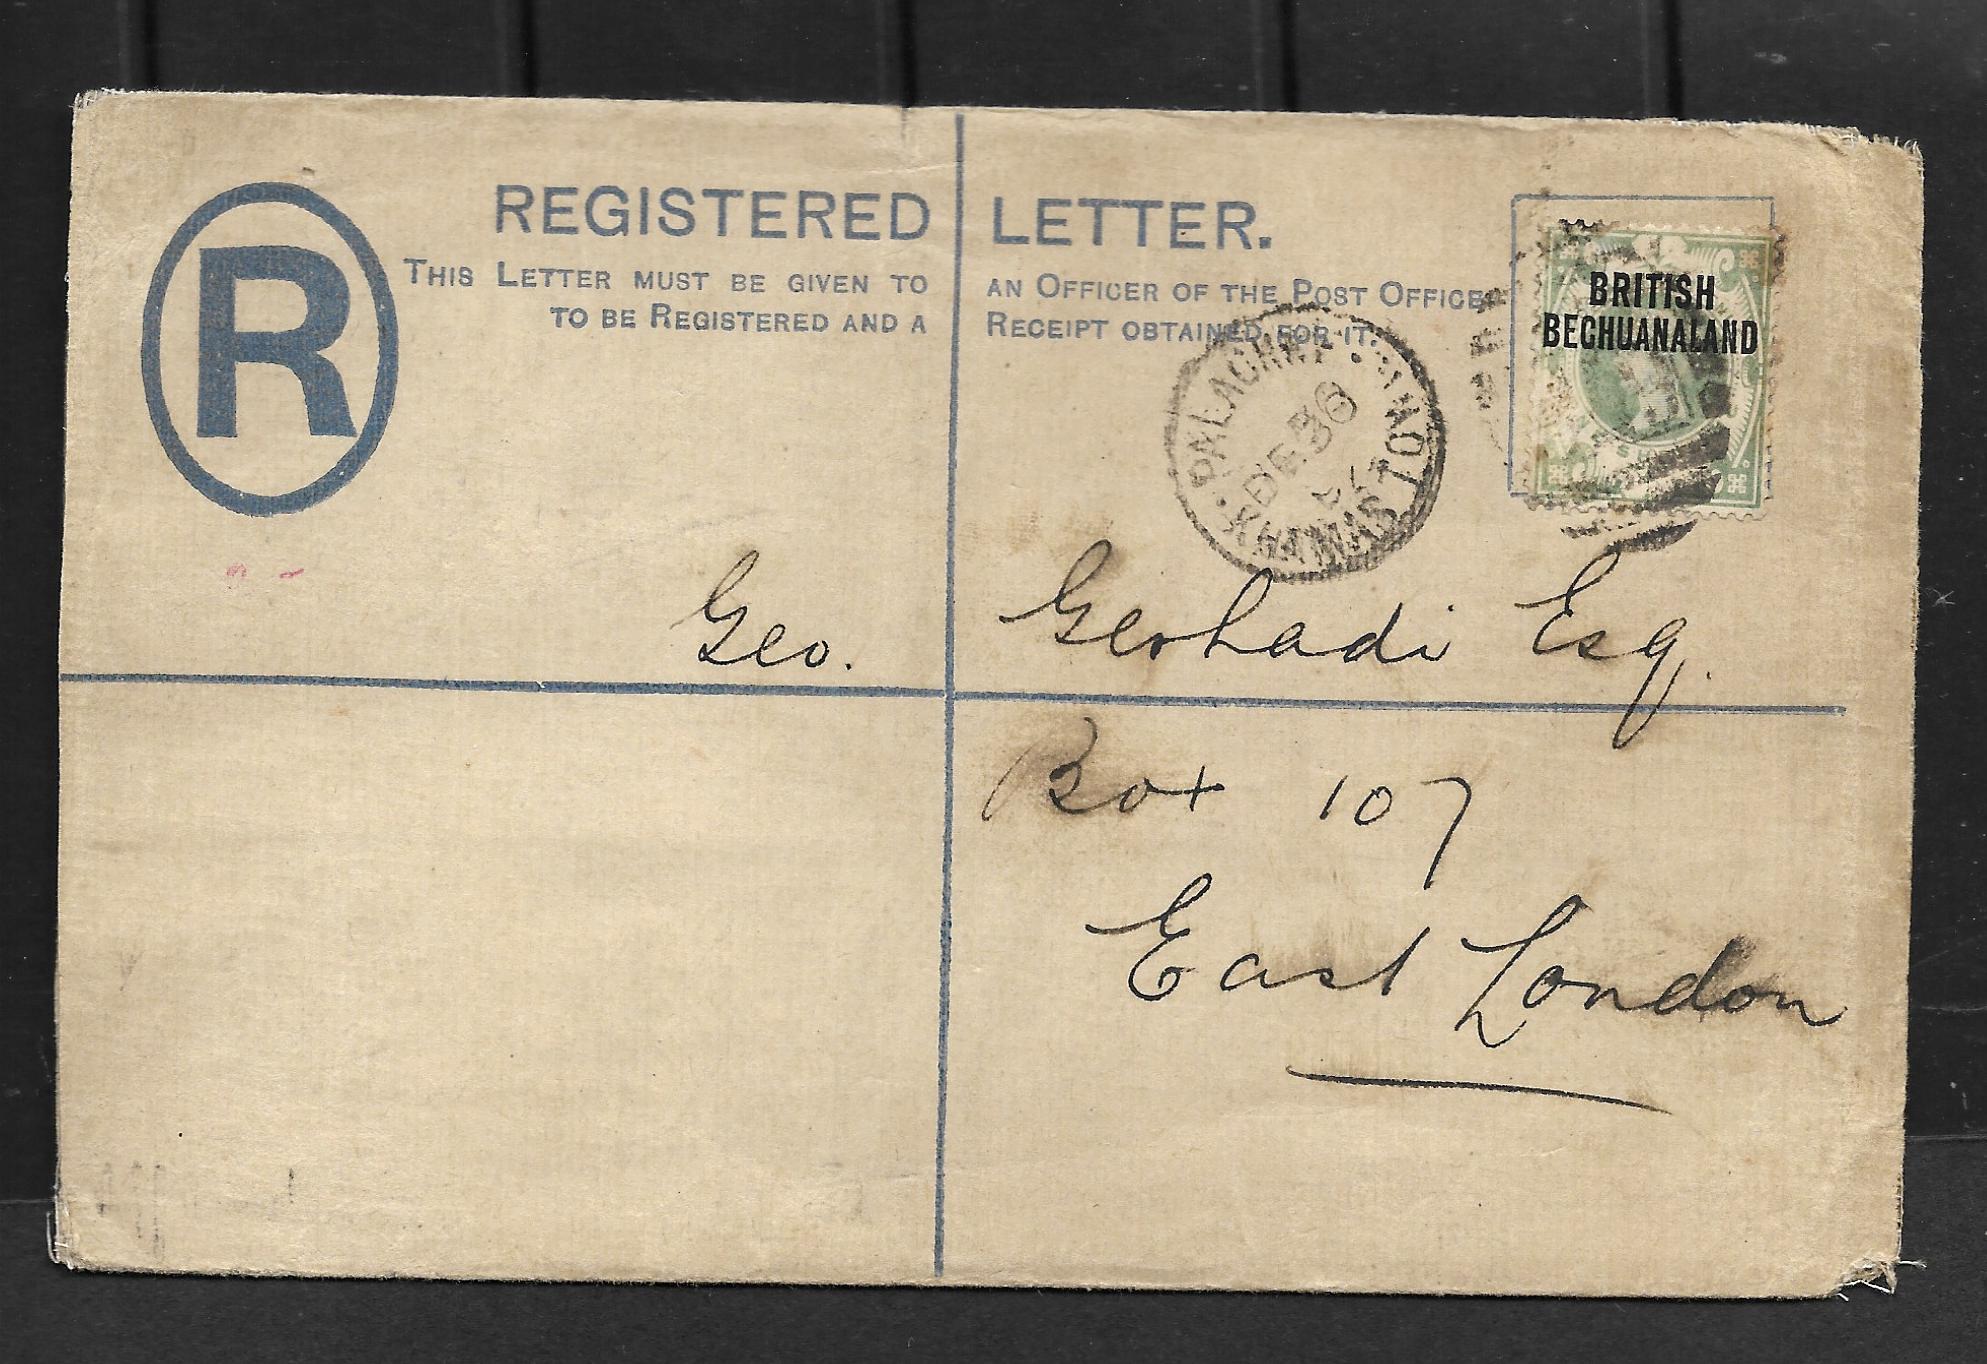 R
REGISTERED LETTER.
THIS LETTER MUST BE GIVEN TO AN OFFICER OF THE POST OFFICE
TO BE REGISTERED AND A RECEIPT OBTAINED FOR IT.
BRITISH
BECHUANALAND
DE 30
Geo. Gerhadi Esq.
Box 107
East London